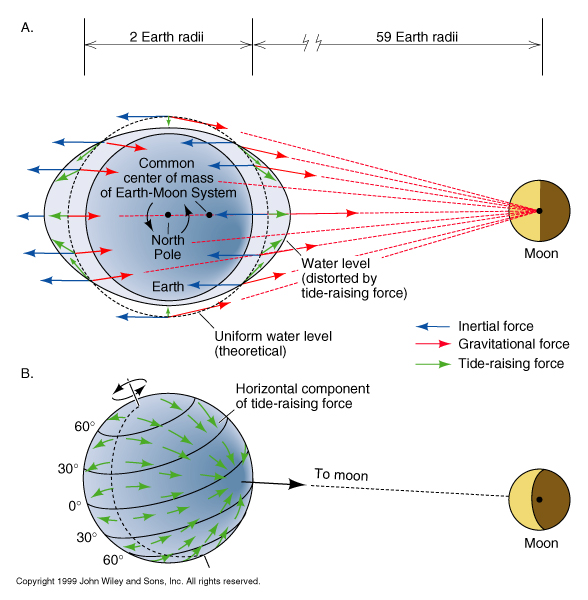 A.
2 Earth radii
59 Earth radii
Common
center of mass
of Earth-Moon System
North
Pole
Earth
Moon
Water level
(distorted by
tide-raising force)
Uniform water level
(theoretical)
Inertial force
Gravitational force
Tide-raising force
B.
Horizontal component
of tide-raising force
60°
30°
0°
30°
60°
To moon
Moon
Copyright 1999 John Wiley and Sons, Inc. All rights reserved.